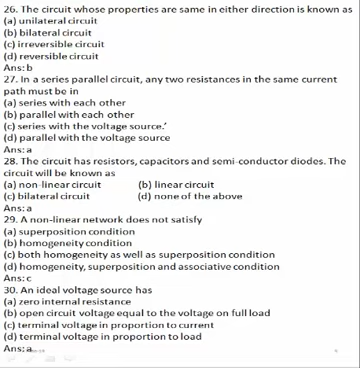 26. The circuit whose properties are same in either direction is known as
(a) unilateral circuit
(b) bilateral circuit
(c) irreversible circuit
(d) reversible circuit
Ans: b
27. In a series parallel circuit, any two resistances in the same current
path must be in
(a) series with each other
(b) parallel with each other
(c) series with the voltage source.’
(d) parallel with the voltage source
Ans: a
28. The circuit has resistors, capacitors and semi-conductor diodes. The
circuit will be known as
(a) non-linear circuit (b) linear circuit
(c) bilateral circuit (d) none of the above
Ans: a
29. A non-linear network does not satisfy
(a) superposition condition
(b) homogeneity condition
(c) both homogeneity as well as superposition condition
(d) homogeneity, superposition and associative condition
Ans: c
30. An ideal voltage source has
(a) zero internal resistance
(b) open circuit voltage equal to the voltage on full load
(c) terminal voltage in proportion to current
(d) terminal voltage in proportion to load
Ans: a